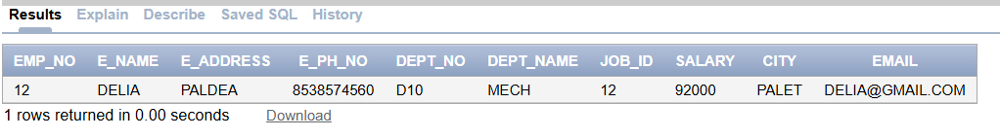 Results Explain Describe Saved SQL History
EMP_NO E_NAME E_ADDRESS E_PH_NO DEPT_NO DEPT_NAME JOB_ID SALARY CITY EMAIL
12 DELIA PALDEA 8538574560 D10 MECH 12 92000 PALET DELIA@GMAIL.COM
1 rows returned in 0.00 seconds Download